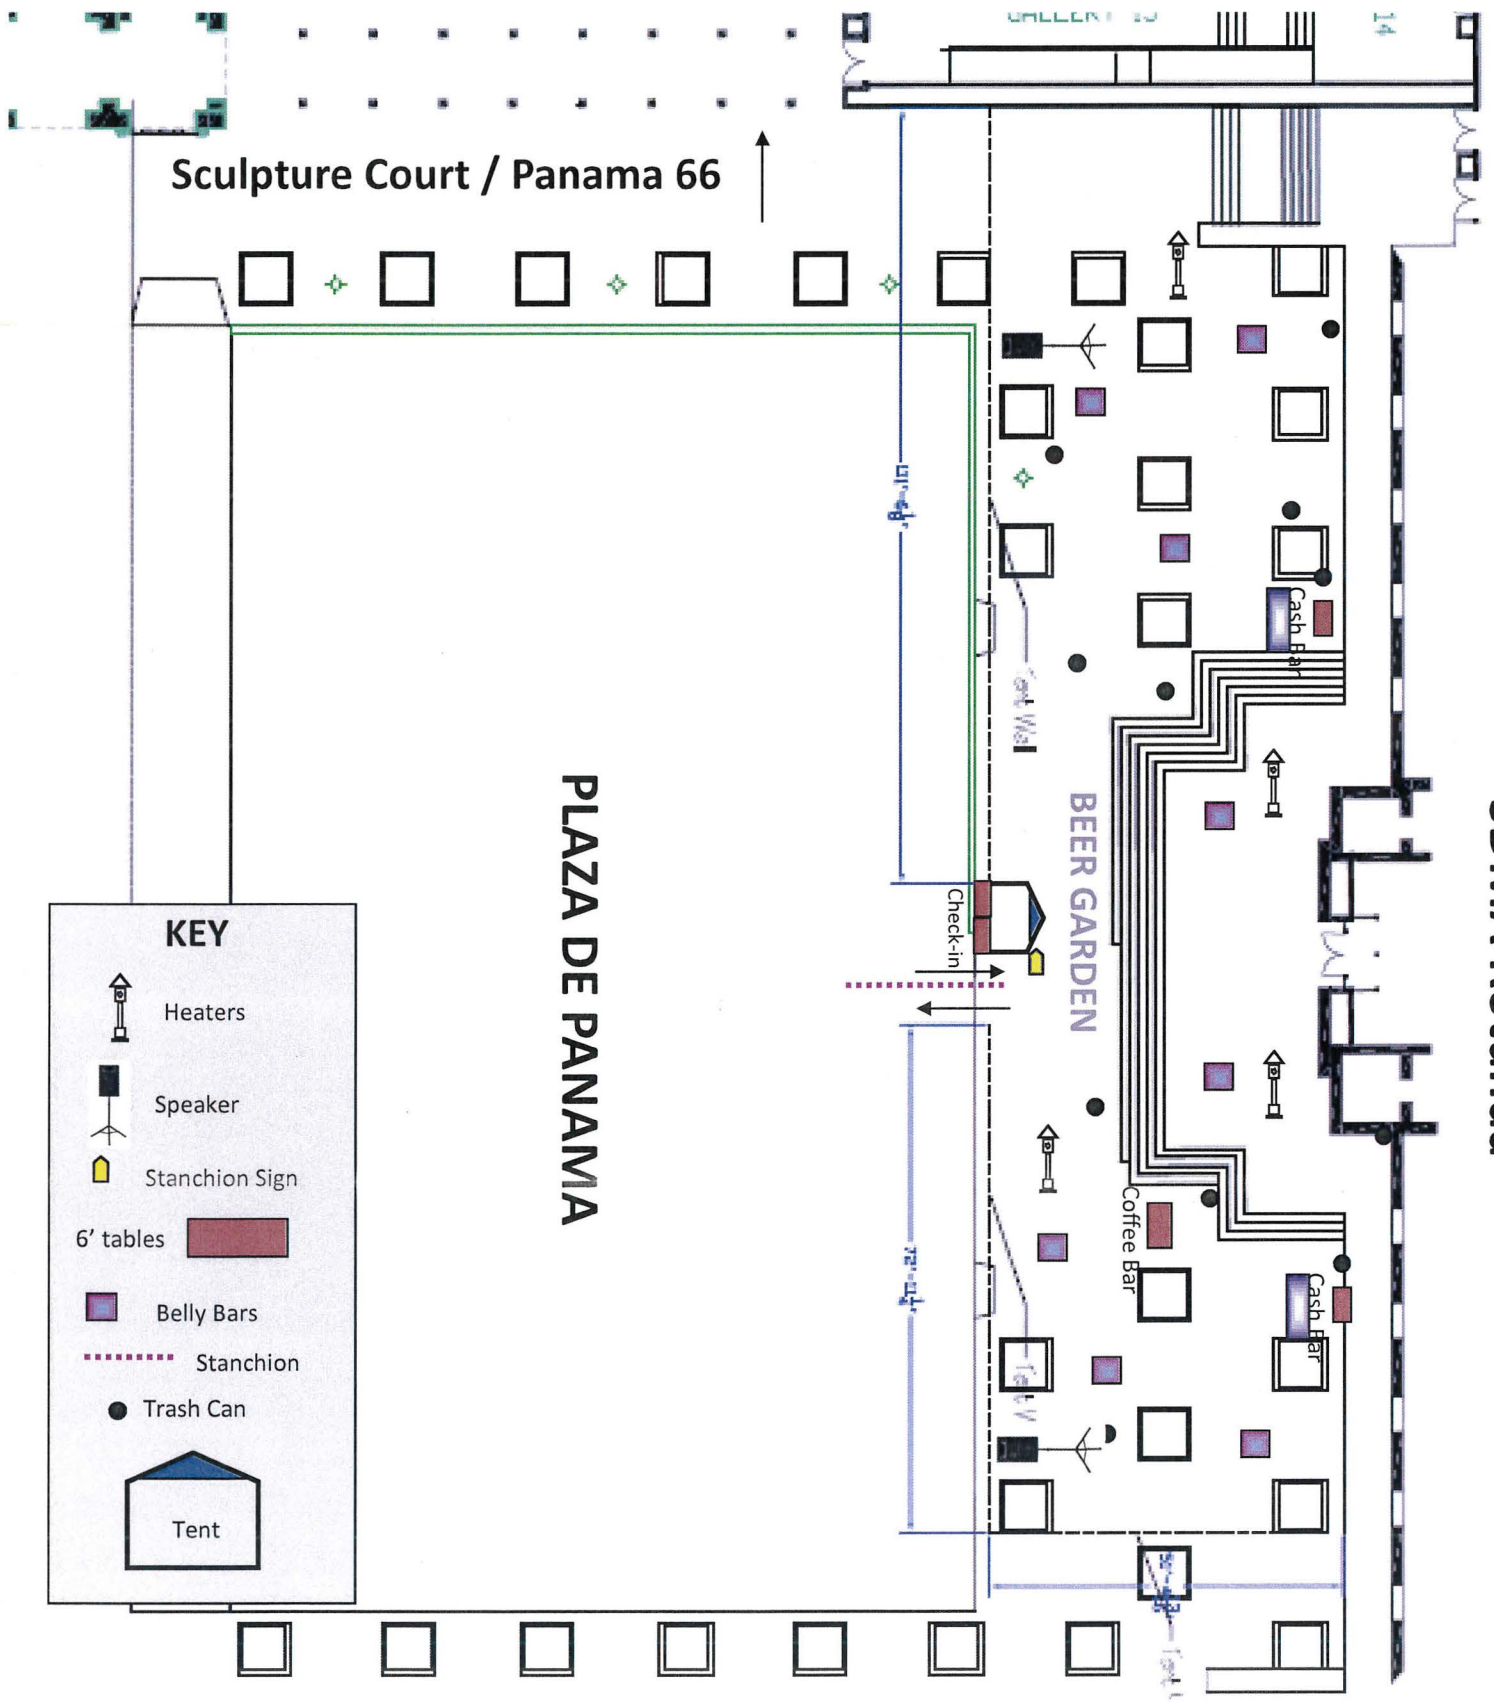 14
Sculpture Court / Panama 66
Cash Bar
BEER GARDEN
PLAZA DE PANAMA
Check-in
Coffee Bar
Cash Bar
KEY
Heaters
Speaker
Stanchion Sign
6' tables
Belly Bars
Stanchion
Trash Can
Tent